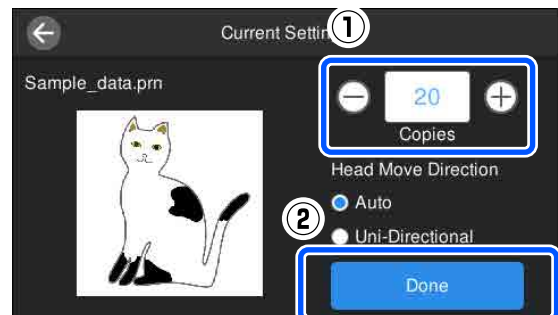 Current Settin
①
Sample_data.prn
20
Copies
Head Move Direction
Auto
②
Uni-Directional
Done